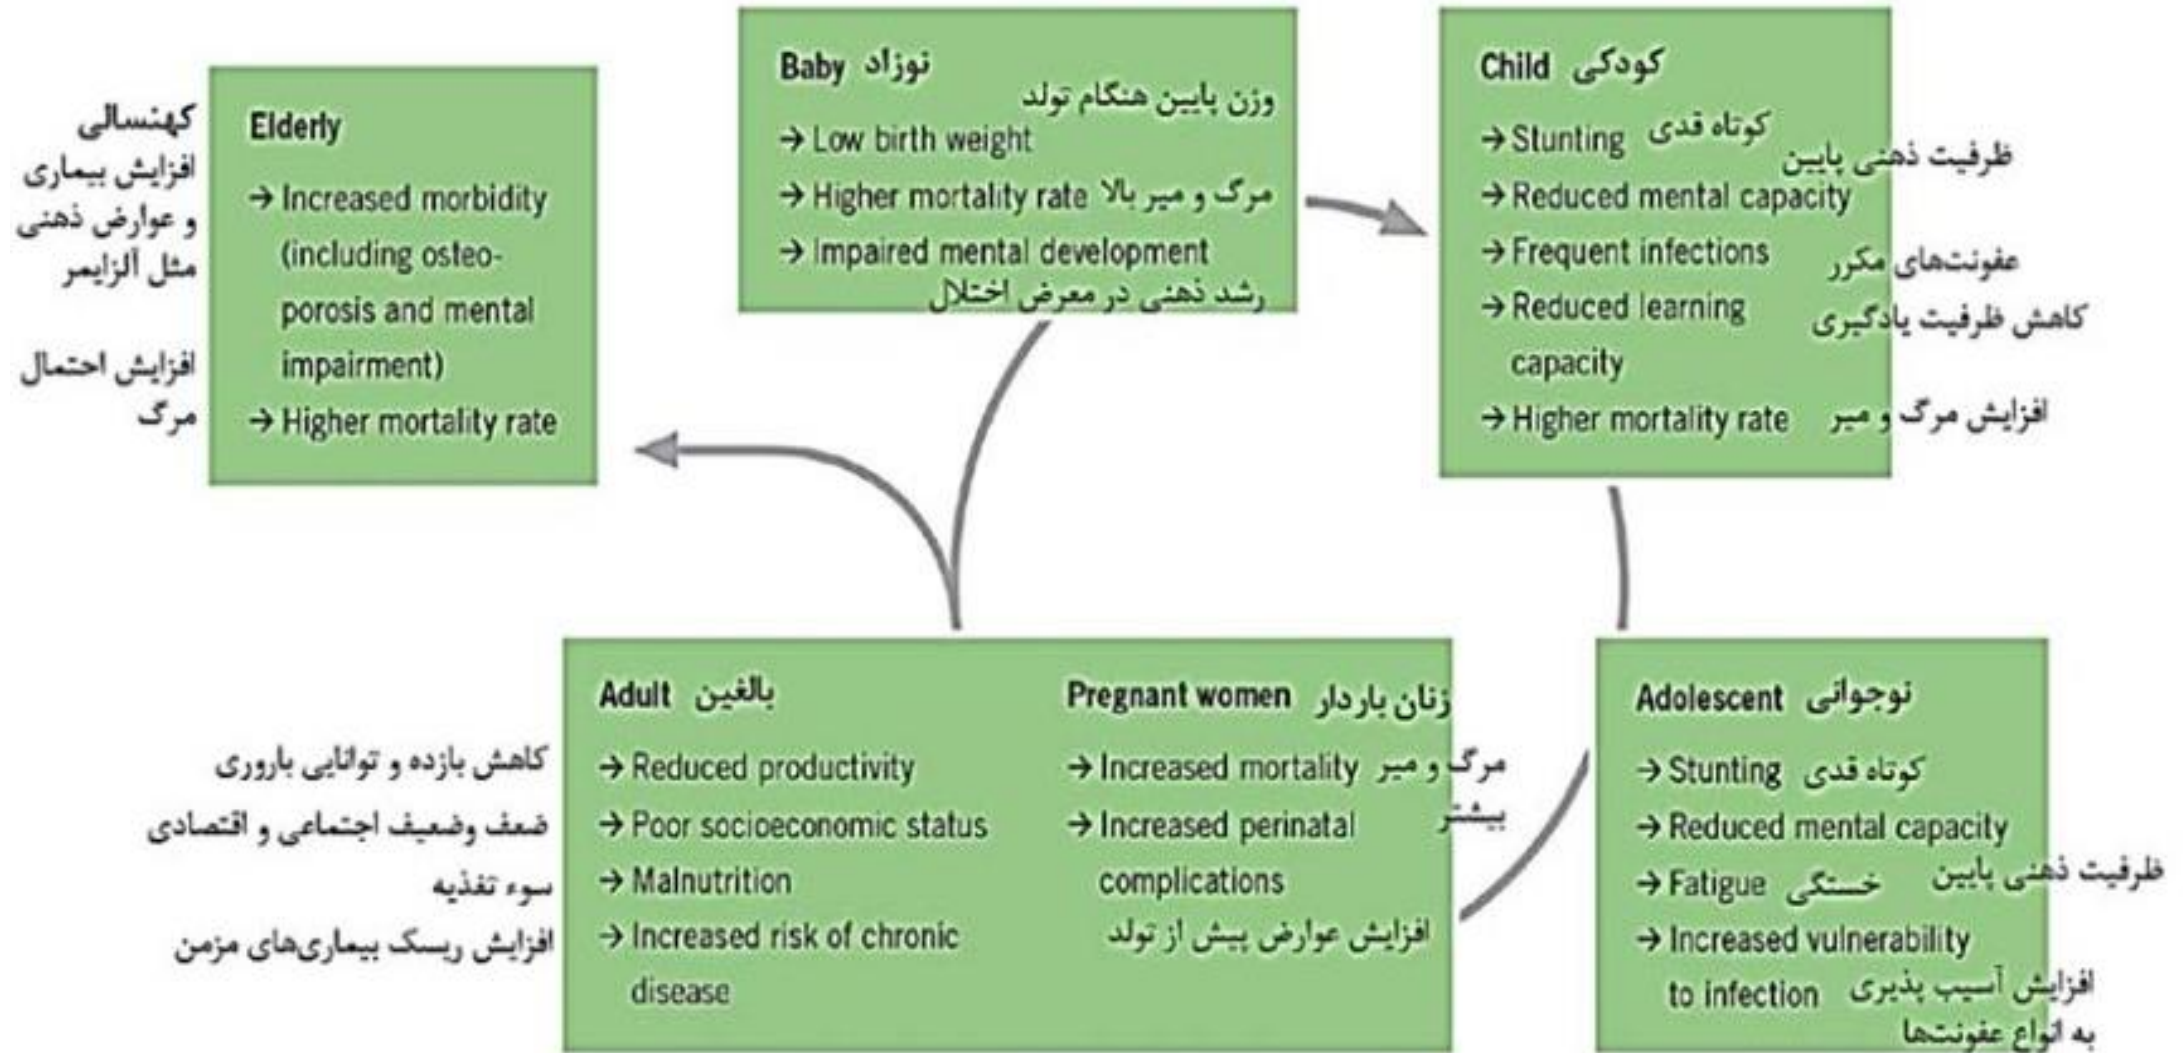 Elderly
کهنسالی
→ Increased morbidity
(including osteo-
porosis and mental
impairment)
افزایش بیماری
و عوارض ذهنی
مثل آلزایمر
→ Higher mortality rate
افزایش احتمال
مرگ
Baby نوزاد
وزن پایین هنگام تولد
→ Low birth weight
→ Higher mortality rate مرگ و میر بالا
→ Impaired mental development
رشد ذهنی در معرض اختلال
Child کودکی
→ Stunting کوتاه قدی
ظرفیت ذهنی پایین
→ Reduced mental capacity
→ Frequent infections عفونت‌های مکرر
→ Reduced learning کاهش ظرفیت یادگیری
capacity
→ Higher mortality rate افزایش مرگ و میر
Adult بالغین
→ Reduced productivity
کاهش بازده و توانایی باروری
→ Poor socioeconomic status
ضعف وضعیف اجتماعی و اقتصادی
→ Malnutrition
سوء تغذیه
→ Increased risk of chronic
disease
افزایش ریسک بیماری‌های مزمن
Pregnant women زنان باردار
→ Increased mortality مرگ و میر
بیشتر
→ Increased perinatal
complications
افزایش عوارض پیش از تولد
Adolescent نوجوانی
→ Stunting کوتاه قدی
→ Reduced mental capacity
ظرفیت ذهنی پایین
→ Fatigue خستگی
→ Increased vulnerability
to infection افزایش آسیب پذیری
به انواع عفونت‌ها